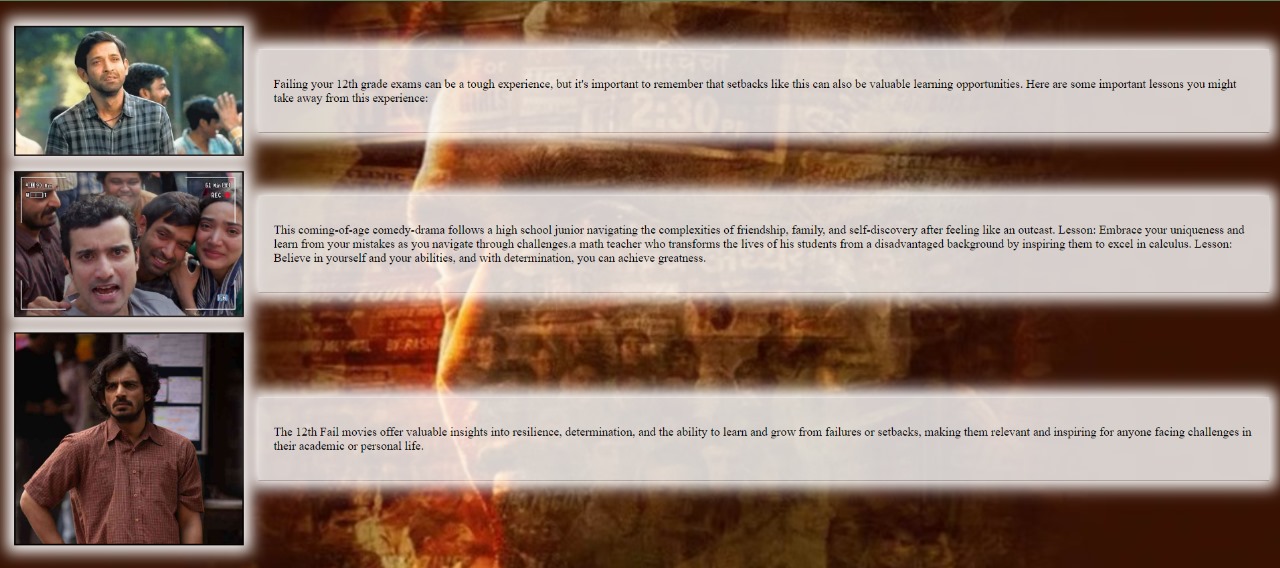 Failing your 12th grade exams can be a tough experience, but it's important to remember that setbacks like this can also be valuable learning opportunities. Here are some important lessons you might
take away from this experience:
This coming-of-age comedy-drama follows a high school junior navigating the complexities of friendship, family, and self-discovery after feeling like an outcast. Lesson: Embrace your uniqueness and
learn from your mistakes as you navigate through challenges.a math teacher who transforms the lives of his students from a disadvantaged background by inspiring them to excel in calculus. Lesson:
Believe in yourself and your abilities, and with determination, you can achieve greatness.
REC
The 12th Fail movies offer valuable insights into resilience, determination, and the ability to learn and grow from failures or setbacks, making them relevant and inspiring for anyone facing challenges in
their academic or personal life.
2:30